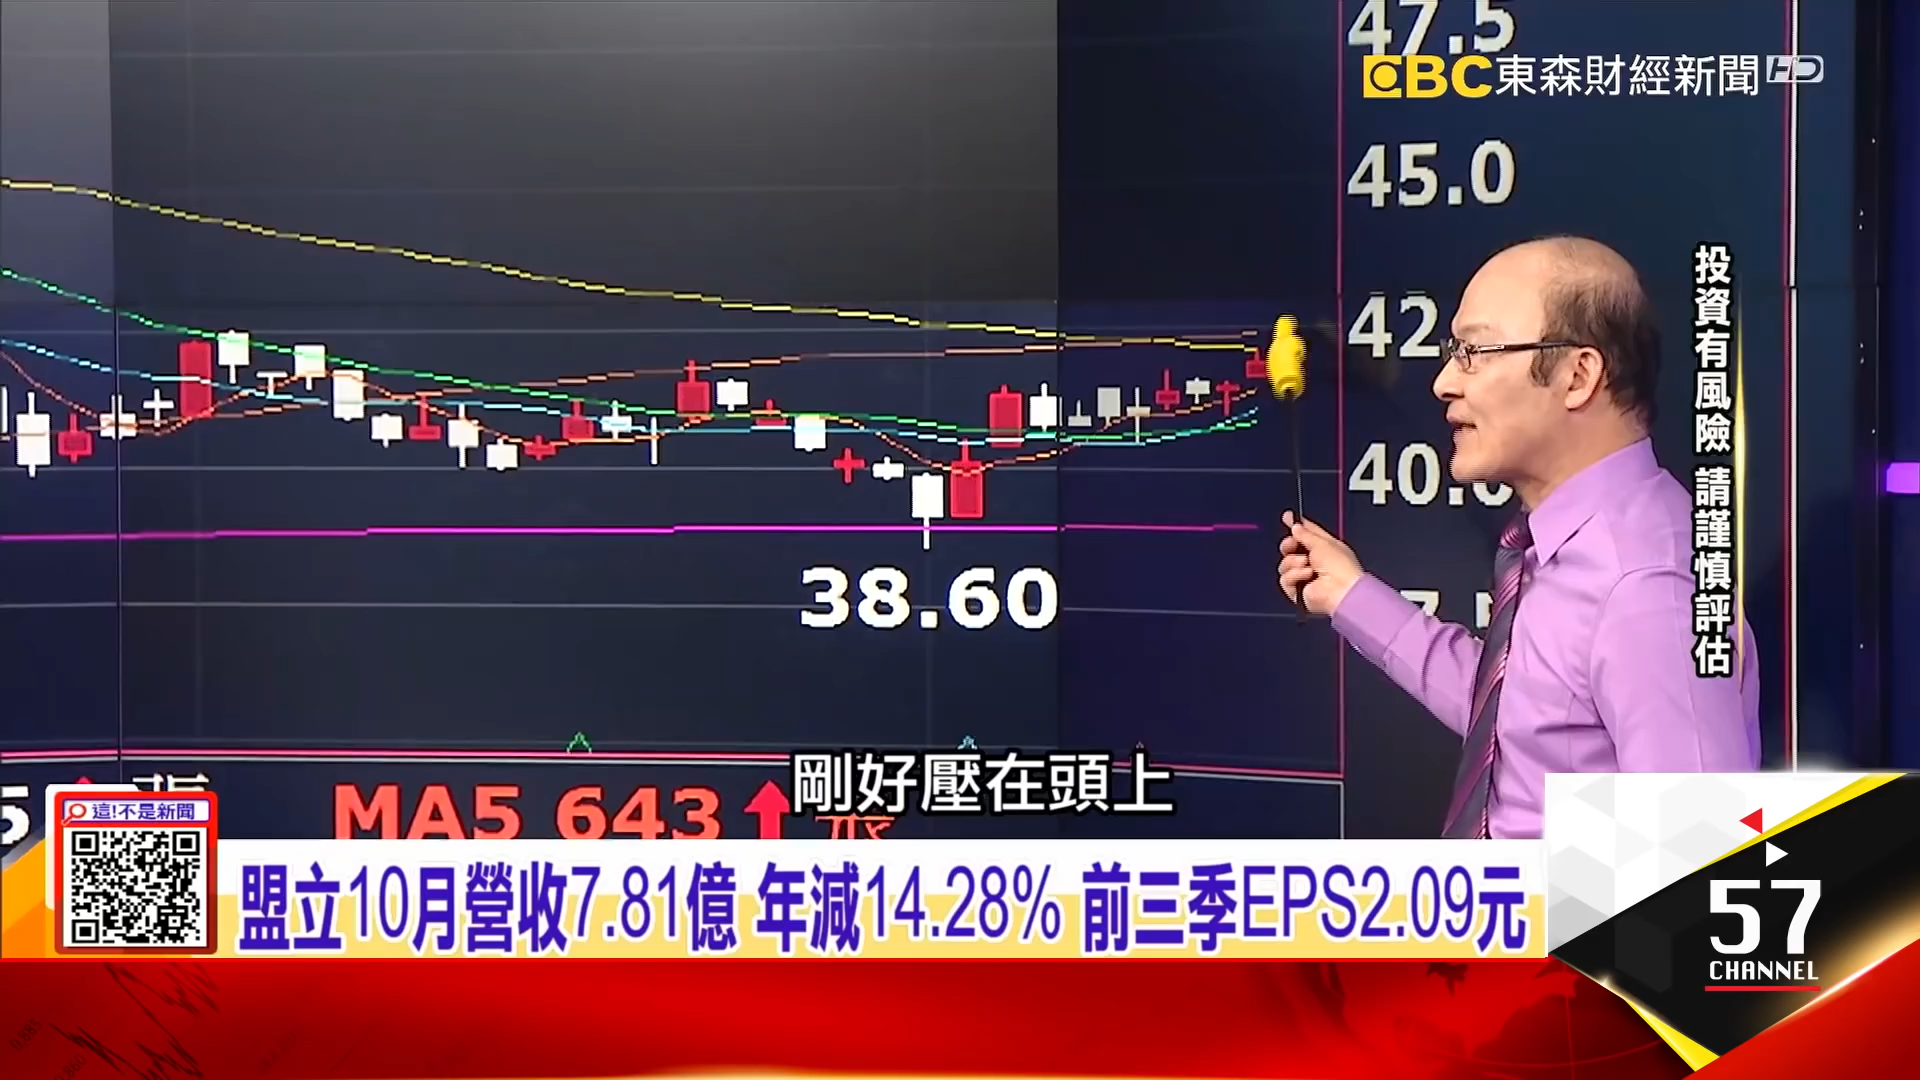 47.5
EBC東森財經新聞HD
45.0
42.
40.0
38.60
投資有風險 請謹慎評估
剛好壓在頭上
MA5 643
這!不是新聞
盟立10月營收7.81億 年減14.28% 前三季EPS2.09元
57
CHANNEL